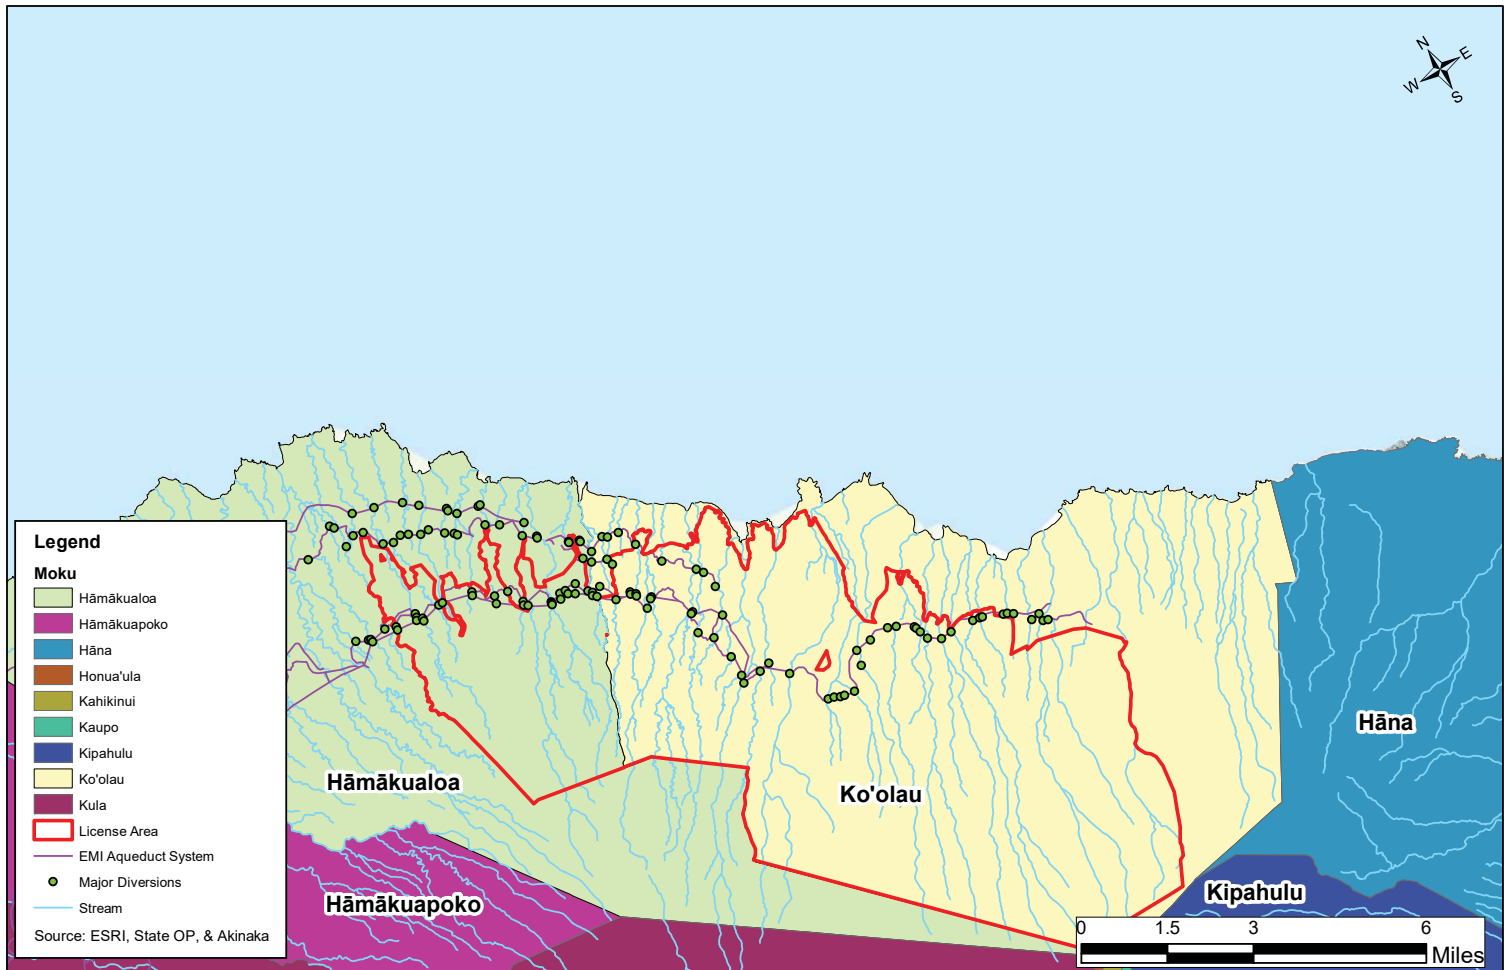 N
E
W
S
Legend
Moku
Hāmākualoa
Hāmākuapoko
Hāna
Honua'ula
Kahikinui
Kaupo
Kipahulu
Ko'olau
Kula
License Area
EMI Aqueduct System
Major Diversions
Stream
Source: ESRI, State OP, & Akinaka
Hāna
Hāmākualoa
Ko'olau
Kipahulu
Hāmākuapoko
0 1.5 3 6
Miles